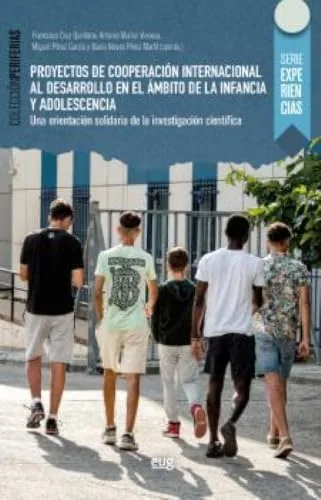 Francisco Cruz Quintana, Antonio Muñoz Vinuesa,
Miguel Pérez García y María Nieves Pérez Marfil (coords.)
PROYECTOS DE COOPERACIÓN INTERNACIONAL
AL DESARROLLO EN EL ÁMBITO DE LA INFANCIA
Y ADOLESCENCIA
Una orientación solidaria de la investigación científica
COLECCIÓNPERIFERIAS
SERIE
EXPE
RIEN
CIAS
eug